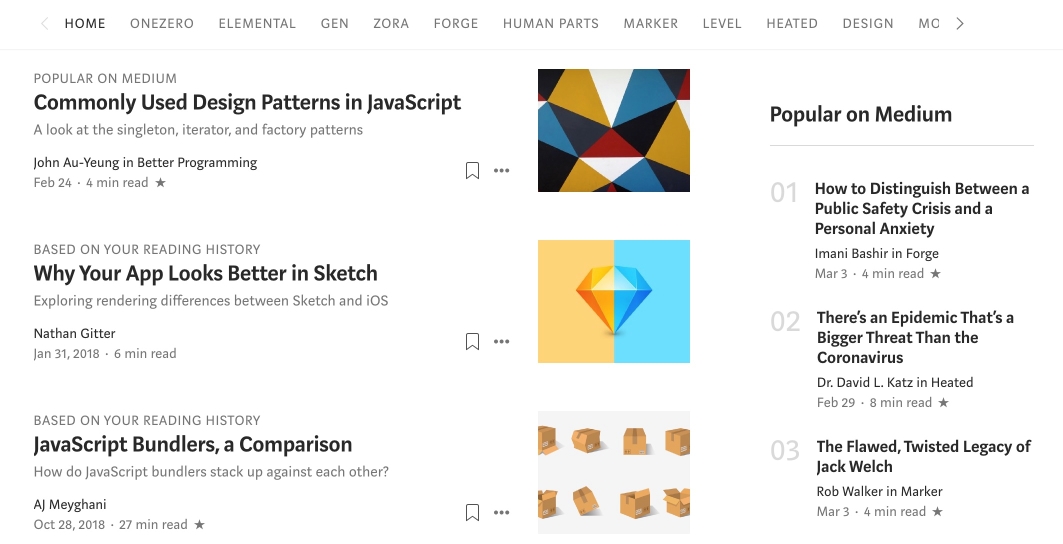 HOME ONEZERO ELEMENTAL GEN ZORA FORGE HUMAN PARTS MARKER LEVEL HEATED DESIGN MO
POPULAR ON MEDIUM
Commonly Used Design Patterns in JavaScript
A look at the singleton, iterator, and factory patterns
John Au-Yeung in Better Programming
Feb 24 · 4 min read ★
BASED ON YOUR READING HISTORY
Why Your App Looks Better in Sketch
Exploring rendering differences between Sketch and iOS
Nathan Gitter
Jan 31, 2018 · 6 min read
BASED ON YOUR READING HISTORY
JavaScript Bundlers, a Comparison
How do JavaScript bundlers stack up against each other?
AJ Meyghani
Oct 28, 2018 · 27 min read ★
Popular on Medium
01
How to Distinguish Between a
Public Safety Crisis and a
Personal Anxiety
Imani Bashir in Forge
Mar 3 · 4 min read ★
02
There's an Epidemic That's a
Bigger Threat Than the
Coronavirus
Dr. David L. Katz in Heated
Feb 29 · 8 min read ★
03
The Flawed, Twisted Legacy of
Jack Welch
Rob Walker in Marker
Mar 3 · 4 min read ★